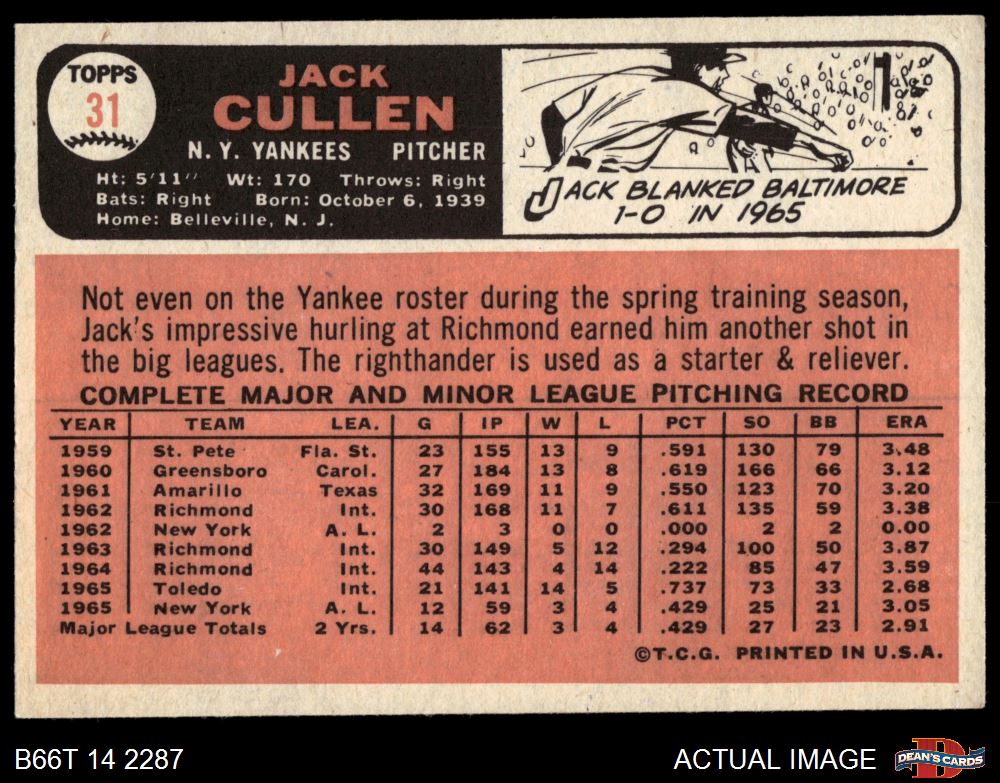 TOPPS
31
JACK
CULLEN
N. Y. YANKEES PITCHER
Ht: 5'11" Wt: 170 Throws: Right
Bats: Right Born: October 6, 1939
Home: Belleville, N. J.
JACK BLANKED BALTIMORE
1-0 IN 1965
Not even on the Yankee roster during the spring training season,
Jack's impressive hurling at Richmond earned him another shot in
the big leagues. The righthander is used as a starter & reliever.
COMPLETE MAJOR AND MINOR LEAGUE PITCHING RECORD
YEAR TEAM LEA. G IP W L PCT SO BB ERA
1959 St. Pete Fla. St. 23 155 13 9 .591 130 79 3.48
1960 Greensboro Carol. 27 184 13 8 .619 166 66 3.12
1961 Amarillo Texas 32 169 11 9 .550 123 70 3.20
1962 Richmond Int. 30 168 11 7 .611 135 59 3.38
1962 New York A. L. 2 3 0 0 .000 2 2 0.00
1963 Richmond Int. 30 149 5 12 .294 100 50 3.87
1964 Richmond Int. 44 143 4 14 .222 85 47 3.59
1965 Toledo Int. 21 141 14 5 .737 73 33 2.68
1965 New York A. L. 12 59 3 4 .429 25 21 3.05
Major League Totals 2 Yrs. 14 62 3 4 .429 27 23 2.91
©T.C.G. PRINTED IN U.S.A.
B66T 14 2287
ACTUAL IMAGE
D
DEAN'S CARDS